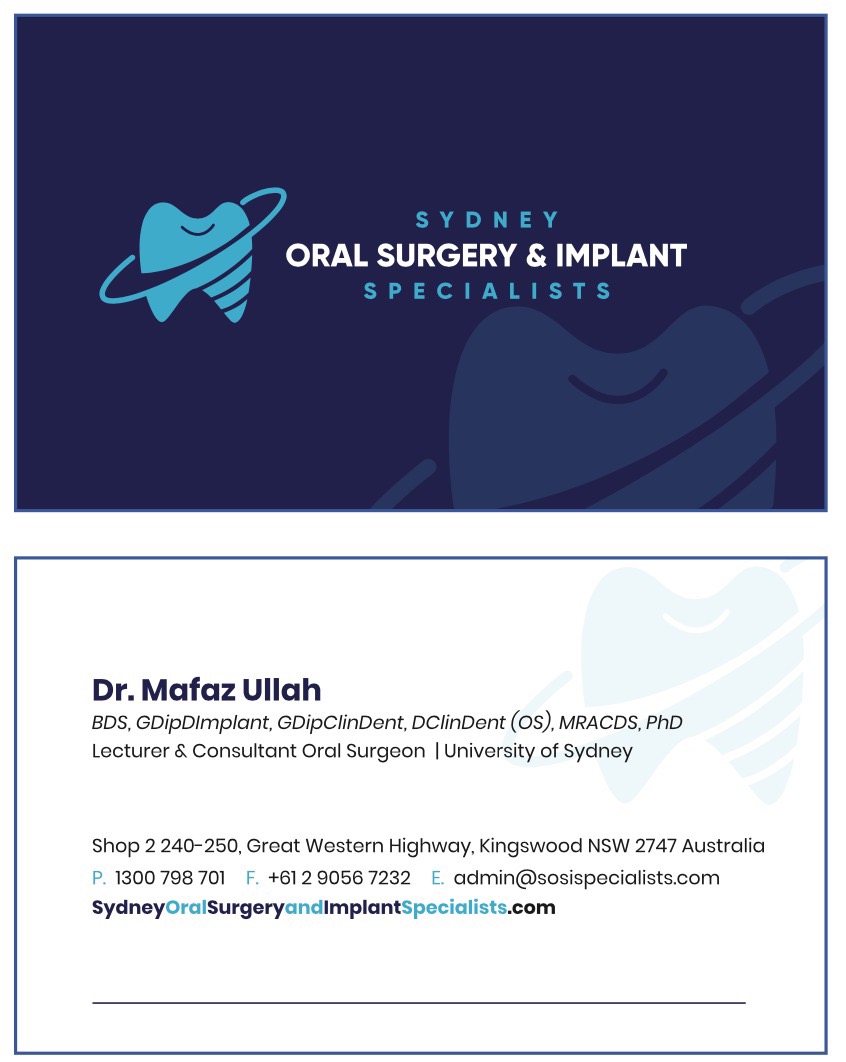 SYDNEY
ORAL SURGERY & IMPLANT
SPECIALISTS
Dr. Mafaz Ullah
BDS, GDipDImplant, GDipClinDent, DClinDent (OS), MRACDS, PhD
Lecturer & Consultant Oral Surgeon | University of Sydney
Shop 2 240-250, Great Western Highway, Kingswood NSW 2747 Australia
P. 1300 798 701 F. +61 2 9056 7232 E. admin@sosispecialists.com
SydneyOralSurgeryandImplantSpecialists.com